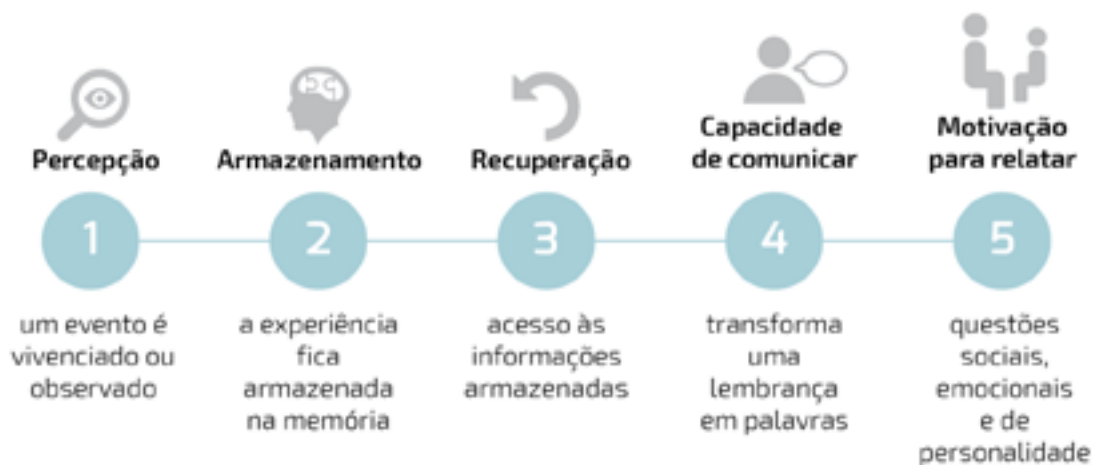 Percepção
1
um evento é
vivenciado ou
observado
Armazenamento
2
a experiência
fica
armazenada
na memória
Recuperação
3
acesso às
informações
armazenadas
Capacidade
de comunicar
4
transforma
uma
lembrança
em palavras
Motivação
para relatar
5
questões
sociais,
emocionais
e de
personalidade